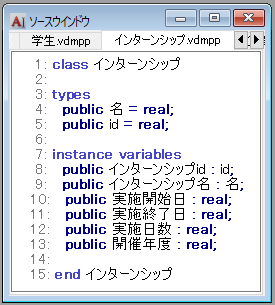 ソースウィンドウ
学生.vdmpp インターンシップ.vdmpp
1: class インターンシップ
2:
3: types
4: public 名 = real;
5: public id = real;
6:
7: instance variables
8: public インターンシップid : id;
9: public インターンシップ名 : 名;
10: public 実施開始日 : real;
11: public 実施終了日 : real;
12: public 実施日数 : real;
13: public 開催年度 : real;
14:
15: end インターンシップ